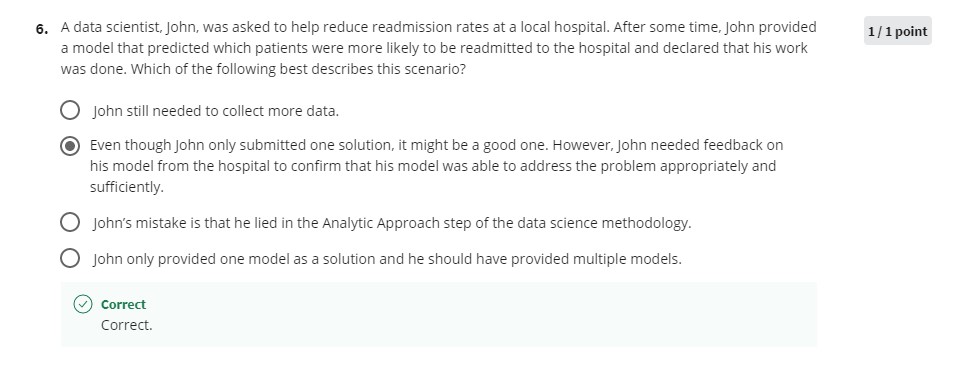 6. A data scientist, John, was asked to help reduce readmission rates at a local hospital. After some time, John provided
1 / 1 point
a model that predicted which patients were more likely to be readmitted to the hospital and declared that his work
was done. Which of the following best describes this scenario?
John still needed to collect more data.
Even though John only submitted one solution, it might be a good one. However, John needed feedback on
his model from the hospital to confirm that his model was able to address the problem appropriately and
sufficiently.
John’s mistake is that he lied in the Analytic Approach step of the data science methodology.
John only provided one model as a solution and he should have provided multiple models.
Correct
Correct.